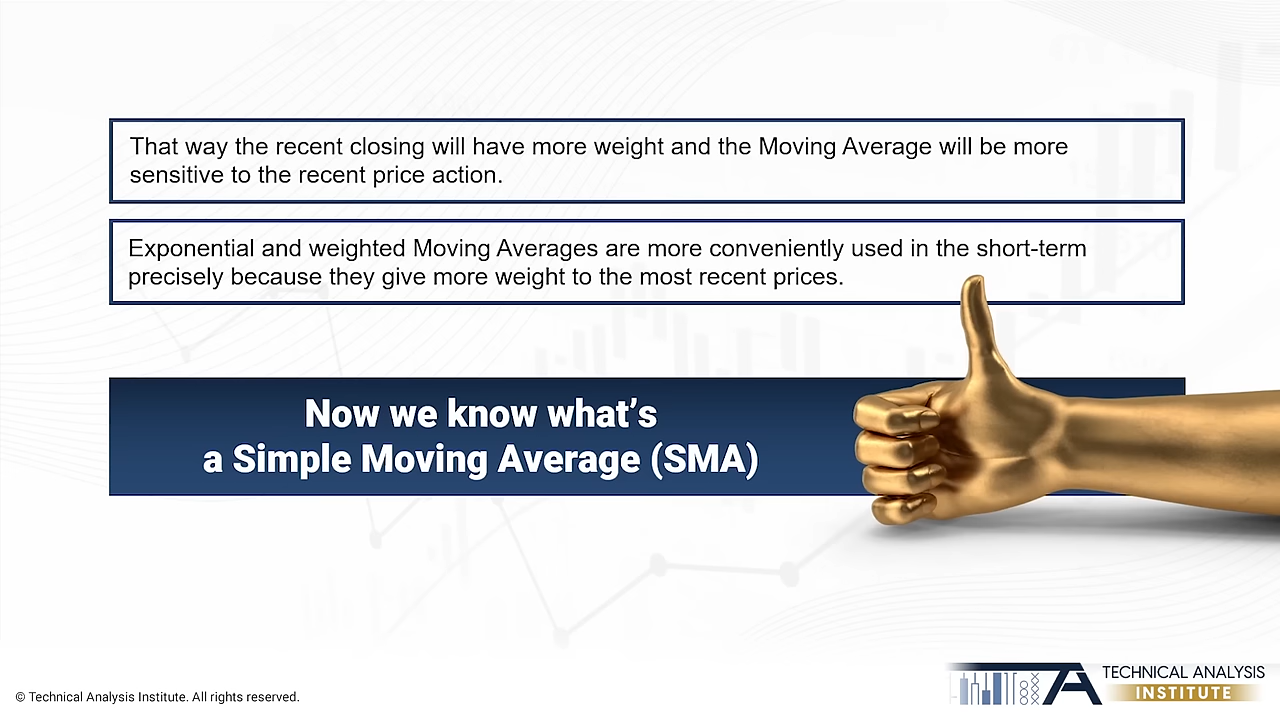 That way the recent closing will have more weight and the Moving Average will be more
sensitive to the recent price action.
Exponential and weighted Moving Averages are more conveniently used in the short-term
precisely because they give more weight to the most recent prices.
Now we know what’s
a Simple Moving Average (SMA)
© Technical Analysis Institute. All rights reserved.
TA
TECHNICAL ANALYSIS
INSTITUTE